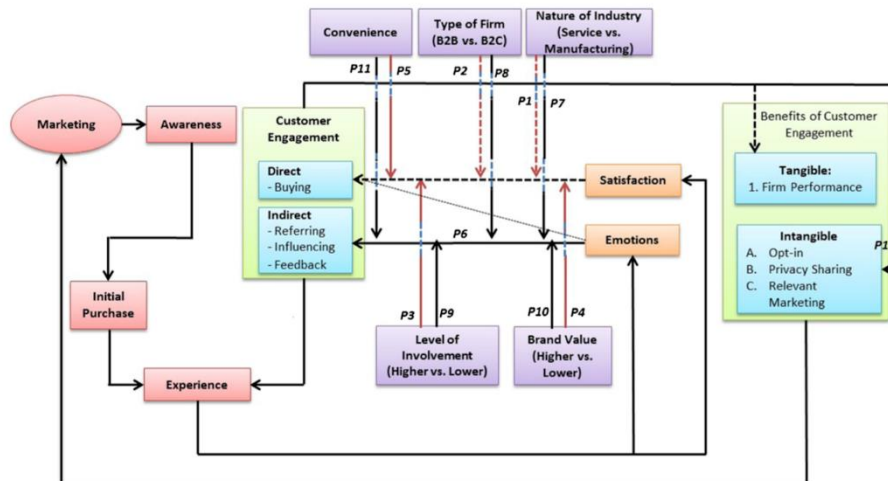 Convenience
Type of Firm
(B2B vs. B2C)
Nature of Industry
(Service vs.
Manufacturing)
P11
P5
P2
P8
P1
P7
Marketing
Awareness
Customer
Engagement
Direct
- Buying
Indirect
- Referring
- Influencing
- Feedback
P6
Satisfaction
Emotions
Benefits of Customer
Engagement
Tangible:
1. Firm Performance
Intangible
A. Opt-in
B. Privacy Sharing
C. Relevant
Marketing
P1
Initial
Purchase
Experience
P3
P9
P10
P4
Level of
Involvement
(Higher vs. Lower)
Brand Value
(Higher vs.
Lower)